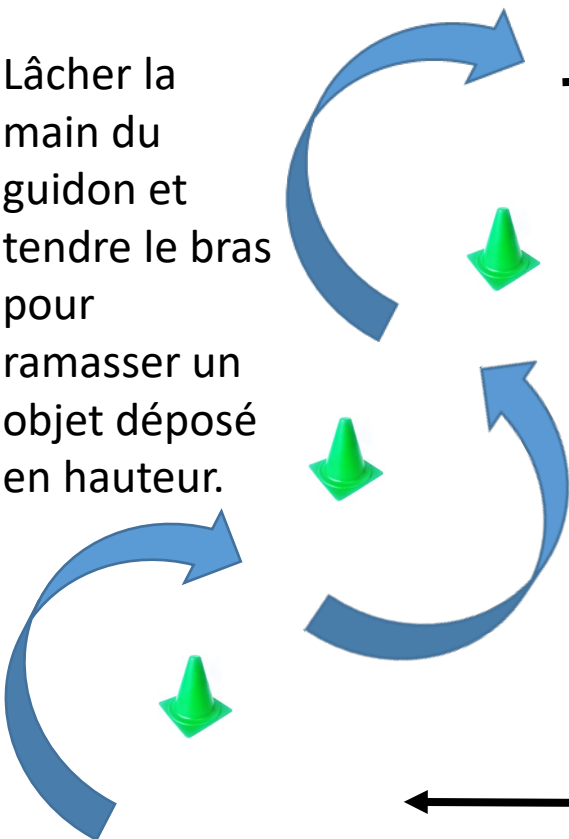 Lâcher la
main du
guidon et
tendre le bras
pour
ramasser un
objet déposé
en hauteur.